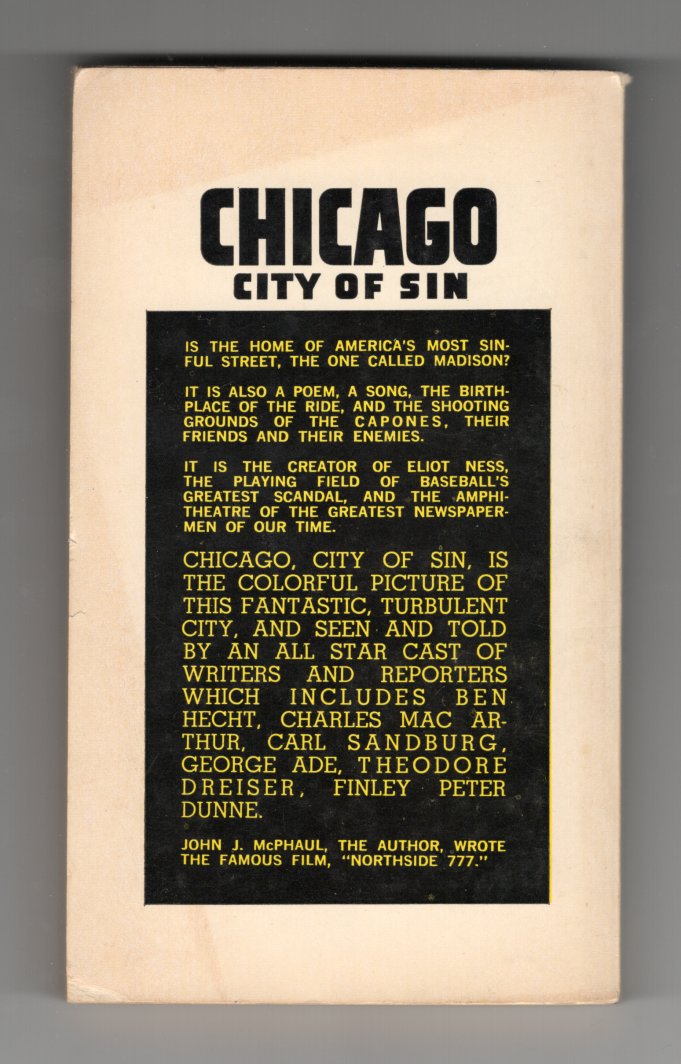 CHICAGO
CITY OF SIN
IS THE HOME OF AMERICA'S MOST SIN-
FUL STREET, THE ONE CALLED MADISON?
IT IS ALSO A POEM, A SONG, THE BIRTH-
PLACE OF THE RIDE, AND THE SHOOTING
GROUNDS OF THE CAPONES, THEIR
FRIENDS AND THEIR ENEMIES.
IT IS THE CREATOR OF ELIOT NESS,
THE PLAYING FIELD OF BASEBALL'S
GREATEST SCANDAL, AND THE AMPHI-
THEATRE OF THE GREATEST NEWSPAPER-
MEN OF OUR TIME.
CHICAGO, CITY OF SIN, IS
THE COLORFUL PICTURE OF
THIS FANTASTIC, TURBULENT
CITY, AND SEEN AND TOLD
BY AN ALL STAR CAST OF
WRITERS AND REPORTERS
WHICH INCLUDES BEN
HECHT, CHARLES MAC AR-
THUR, CARL SANDBURG,
GEORGE ADE, THEODORE
DREISER, FINLEY PETER
DUNNE.
JOHN J. McPHAUL, THE AUTHOR, WROTE
THE FAMOUS FILM, "NORTHSIDE 777."